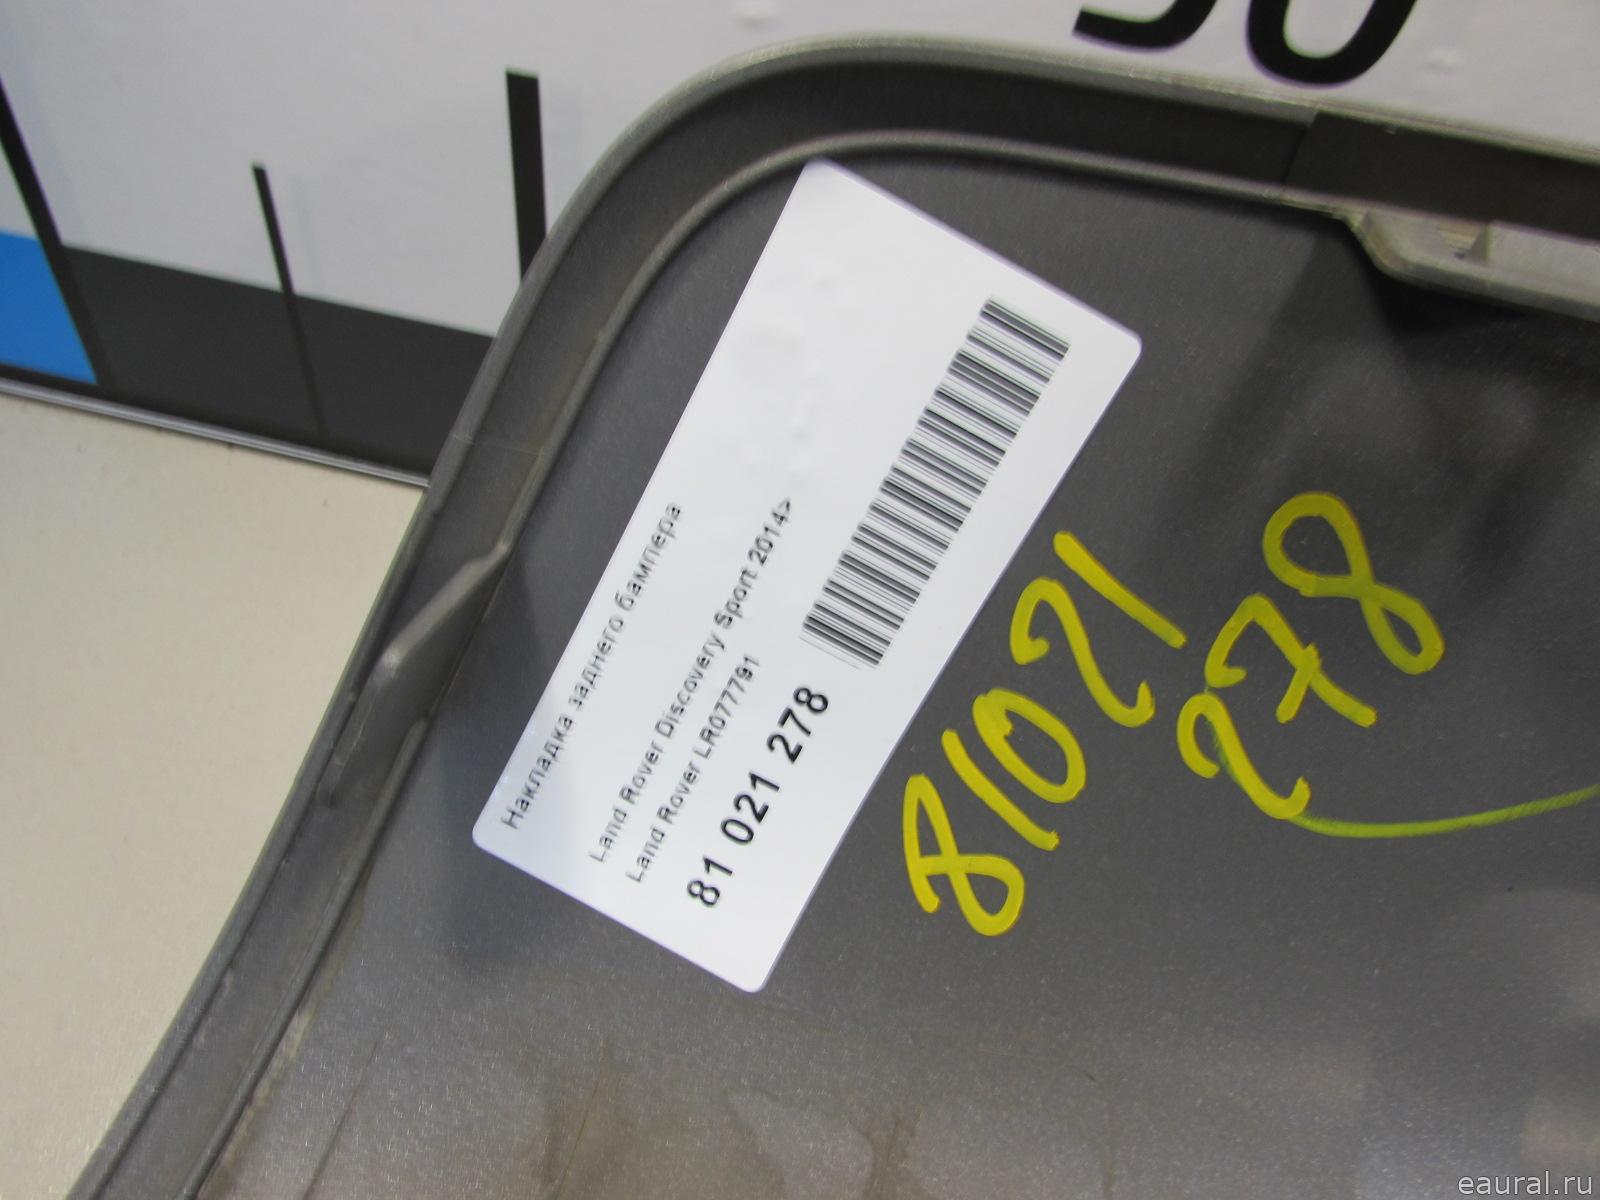 Накладка заднего бампера
Land Rover Discovery Sport 2014>
Land Rover LR077791
81 021 278
81021
278
eaural.ru